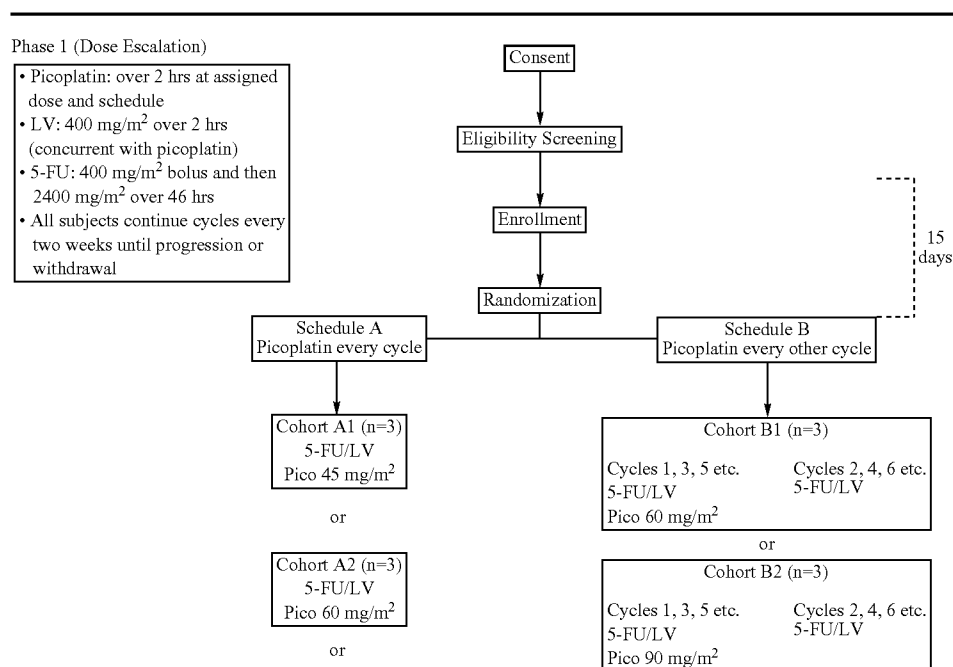 Phase 1 (Dose Escalation)
• Picoplatin: over 2 hrs at assigned
dose and schedule
• LV: 400 mg/m² over 2 hrs
(concurrent with picoplatin)
• 5-FU: 400 mg/m² bolus and then
2400 mg/m² over 46 hrs
• All subjects continue cycles every
two weeks until progression or
withdrawal
Consent
Eligibility Screening
Enrollment
Randomization
15
days
Schedule A
Picoplatin every cycle
Schedule B
Picoplatin every other cycle
Cohort A1 (n=3)
5-FU/LV
Pico 45 mg/m²
or
Cohort A2 (n=3)
5-FU/LV
Pico 60 mg/m²
or
Cohort B1 (n=3)
Cycles 1, 3, 5 etc.
5-FU/LV
Pico 60 mg/m²
Cycles 2, 4, 6 etc.
5-FU/LV
or
Cohort B2 (n=3)
Cycles 1, 3, 5 etc.
5-FU/LV
Pico 90 mg/m²
Cycles 2, 4, 6 etc.
5-FU/LV